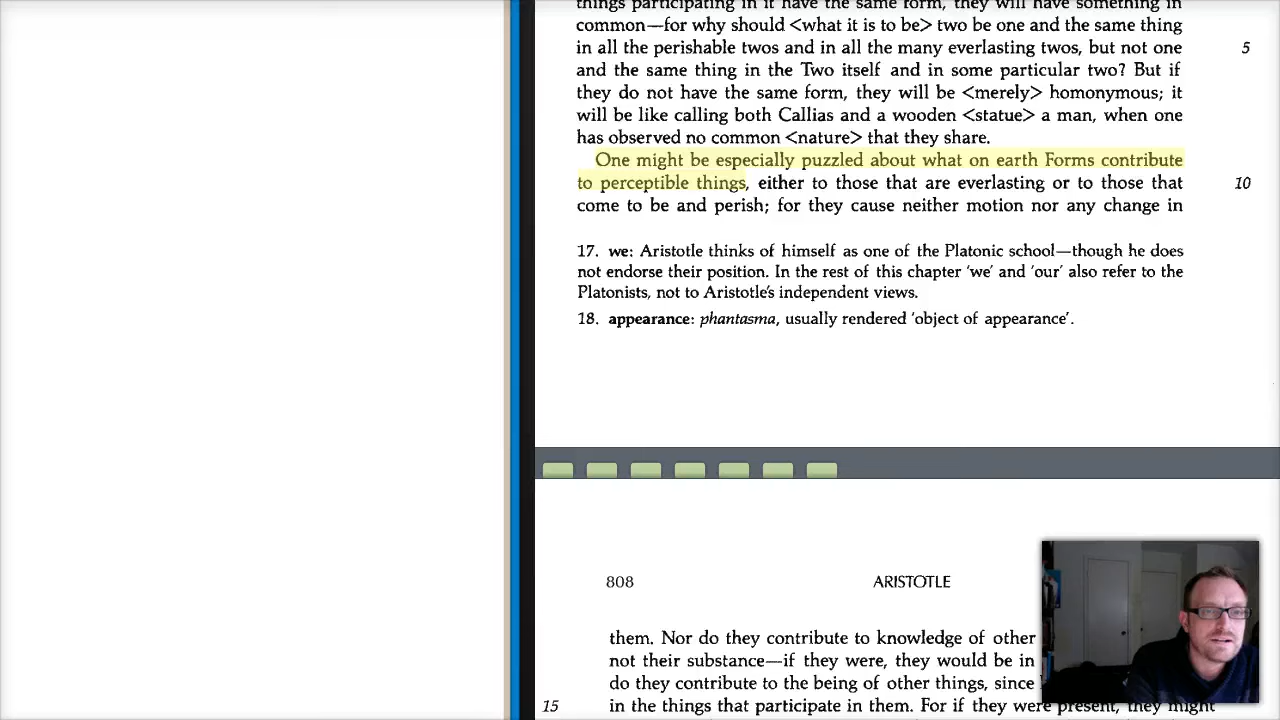 things participating in it have the same form, they will have something in
common—for why should <what it is to be> two be one and the same thing
in all the perishable twos and in all the many everlasting twos, but not one
5
and the same thing in the Two itself and in some particular two? But if
they do not have the same form, they will be <merely> homonymous; it
will be like calling both Callias and a wooden <statue> a man, when one
has observed no common <nature> that they share.
One might be especially puzzled about what on earth Forms contribute
to perceptible things, either to those that are everlasting or to those that
10
come to be and perish; for they cause neither motion nor any change in
17. we: Aristotle thinks of himself as one of the Platonic school—though he does
not endorse their position. In the rest of this chapter 'we' and 'our' also refer to the
Platonists, not to Aristotle's independent views.
18. appearance: phantasma, usually rendered 'object of appearance'.
808 ARISTOTLE
them. Nor do they contribute to knowledge of other
not their substance—if they were, they would be in
do they contribute to the being of other things, since
15 in the things that participate in them. For if they were present, they might